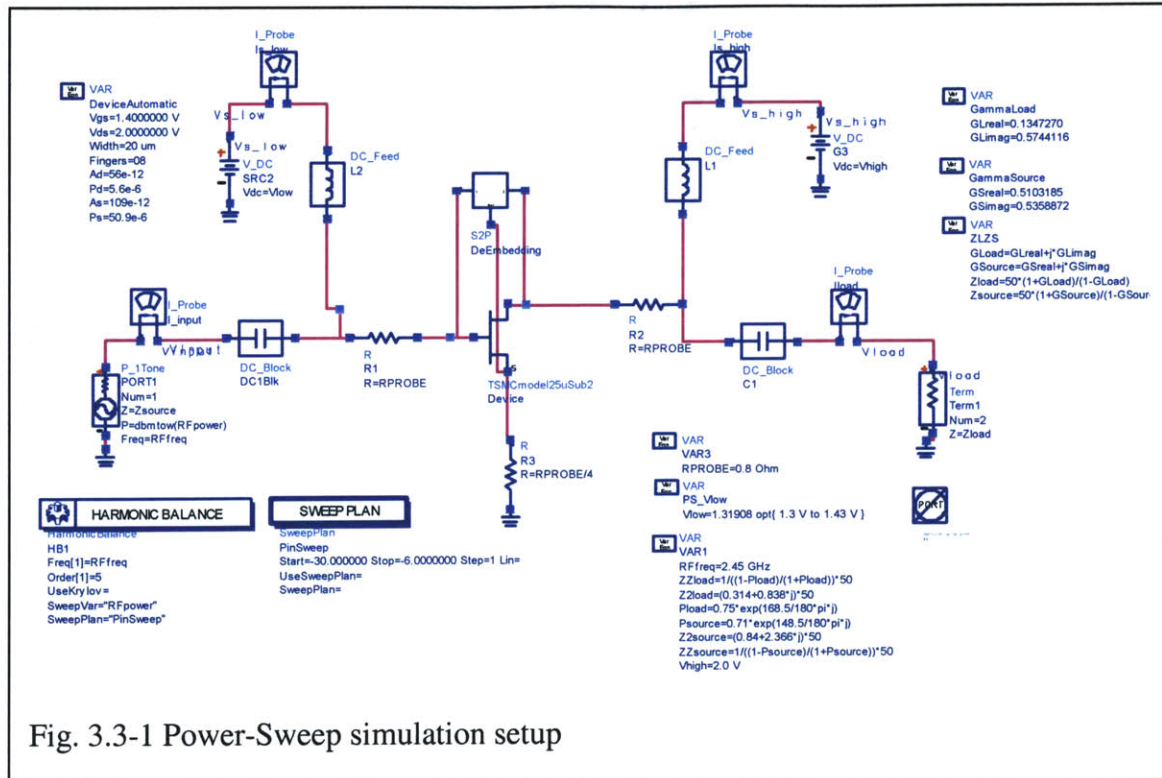 I_Probe
Is_low
VAR
DeviceAutomatic
Vgs=1.4000000 V
Vds=2.0000000 V
Width=20 um
Fingers=08
Ad=56e-12
Pd=5.6e-6
As=109e-12
Ps=50.9e-6
Vs_low
Vs_low
V_DC
SRC2
Vdc=Vlow
DC_Feed
L2
I_Probe
Is_high
Vs_high
Vs_high
V_DC
G3
Vdc=Vhigh
DC_Feed
L1
VAR
GammaLoad
GLreal=0.1347270
GLimag=0.5744116
VAR
GammaSource
GSreal=0.5103185
GSimag=0.5358872
VAR
ZLZS
GLoad=GLreal+j*GLimag
GSource=GSreal+j*GSimag
Zload=50*(1+GLoad)/(1-GLoad)
Zsource=50*(1+GSource)/(1-GSour
S2P
DeEmbedding
I_Probe
I_input
DC_Block
DC1Blk
R
R1
R=RPROBE
P_1Tone
PORT1
Num=1
Z=Zsource
P=dbmtow(RFpower)
Freq=RFfreq
TSMCmodel25uSub2
Device
R
R3
R=RPROBE/4
R
R2
R=RPROBE
DC_Block
C1
I_Probe
Iload
Vload
Vload
Term
Term1
Num=2
Z=Zload
HARMONIC BALANCE
HarmonicBalance
HB1
Freq[1]=RFfreq
Order[1]=5
UseKrylov=
SweepVar="RFpower"
SweepPlan="PinSweep"
SWEEP PLAN
SweepPlan
PinSweep
Start=-30.000000 Stop=-6.0000000 Step=1 Lin=
UseSweepPlan=
SweepPlan=
VAR
VAR3
RPROBE=0.8 Ohm
VAR
PS_Vlow
Vlow=1.31908 opt{ 1.3 V to 1.43 V }
VAR
VAR1
RFfreq=2.45 GHz
ZZload=1/((1-Pload)/(1+Pload))*50
Z2load=(0.314+0.838*j)*50
Pload=0.75*exp(168.5/180*pi*j)
Psource=0.71*exp(148.5/180*pi*j)
Z2source=(0.84+2.366*j)*50
ZZsource=1/((1-Psource)/(1+Psource))*50
Vhigh=2.0 V
PORT
Fig. 3.3-1 Power-Sweep simulation setup